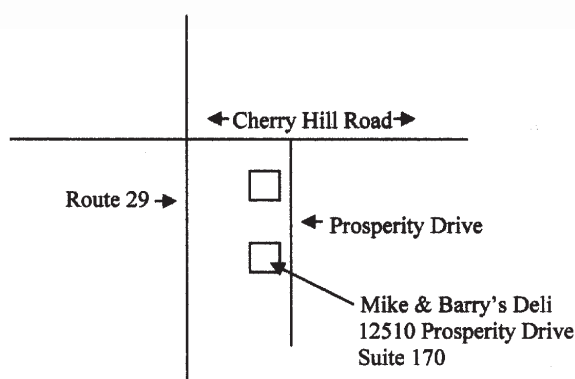 Cherry Hill Road
Route 29
Prosperity Drive
Mike & Barry's Deli
12510 Prosperity Drive
Suite 170